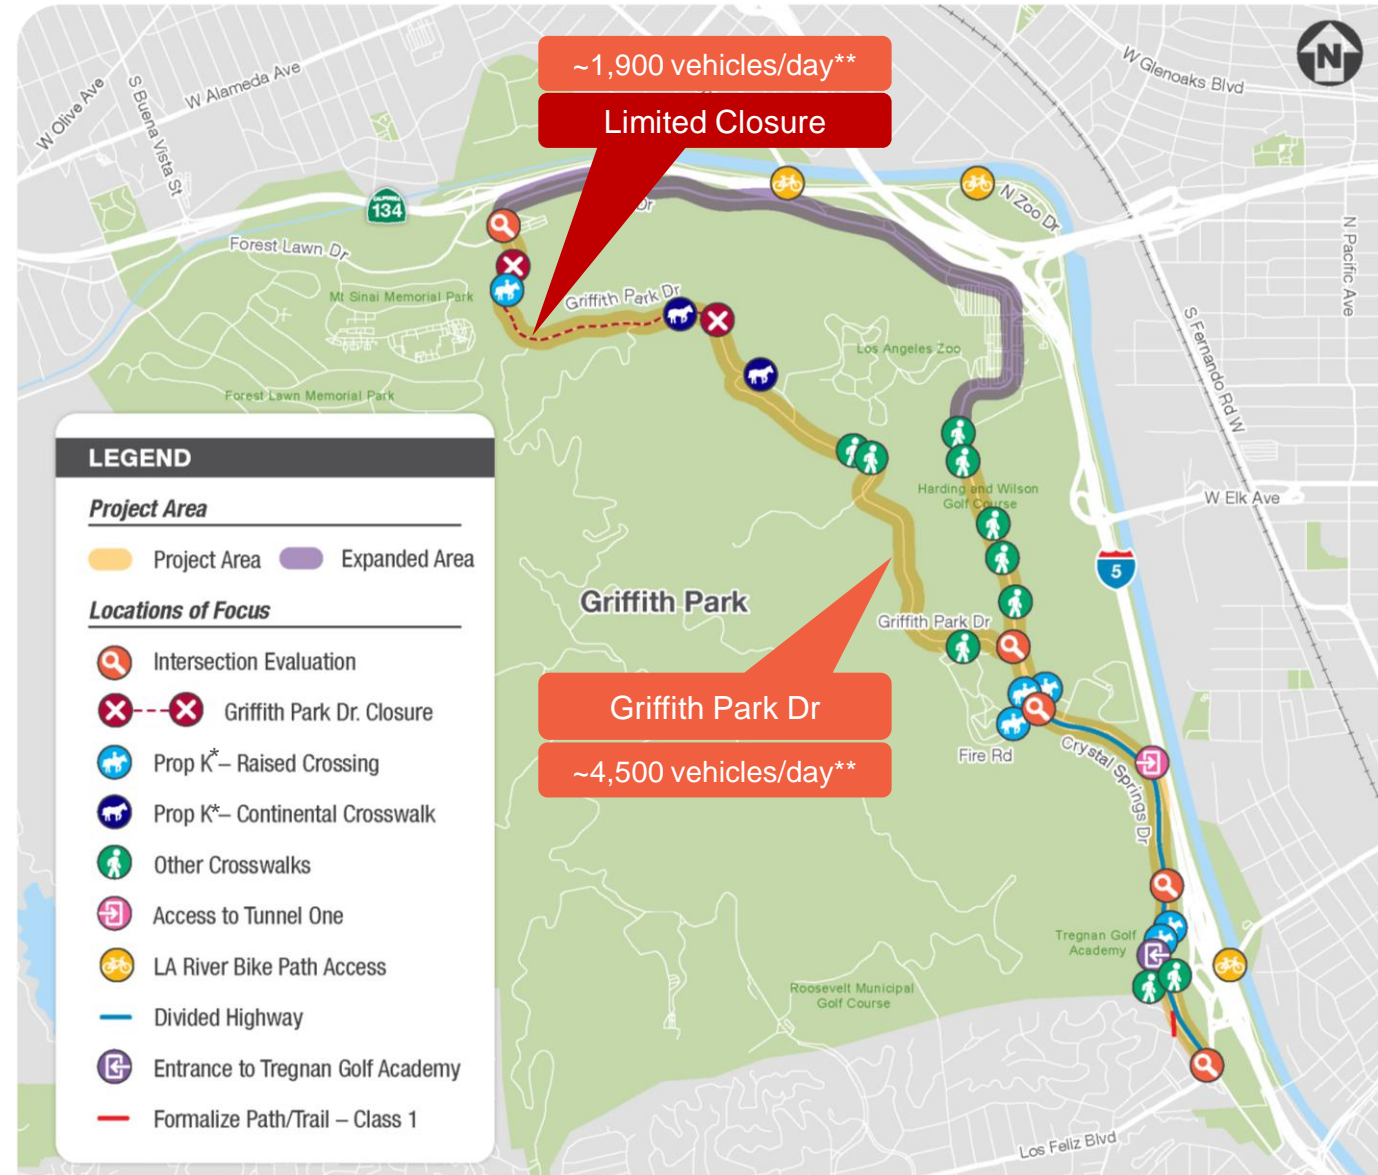 ~1,900 vehicles/day**
Limited Closure
N
W Olive Ave
S Buena Vista St
W Alameda Ave
W Glenoaks Blvd
CALIFORNIA
134
Dr
N Zoo Dr
N Pacific Ave
Forest Lawn Dr
Mt Sinai Memorial Park
Griffith Park Dr
Los Angeles Zoo
S Fernando Rd W
Forest Lawn Memorial Park
LEGEND
Project Area
Project Area
Expanded Area
Locations of Focus
Intersection Evaluation
Griffith Park Dr. Closure
Prop K*– Raised Crossing
Prop K*– Continental Crosswalk
Other Crosswalks
Access to Tunnel One
LA River Bike Path Access
Divided Highway
Entrance to Tregnan Golf Academy
Formalize Path/Trail – Class 1
Harding and Wilson
Golf Course
W Elk Ave
5
Griffith Park
Griffith Park Dr
Griffith Park Dr
~4,500 vehicles/day**
Fire Rd
Crystal Springs Dr
Tregnan Golf
Academy
Roosevelt Municipal
Golf Course
Los Feliz Blvd